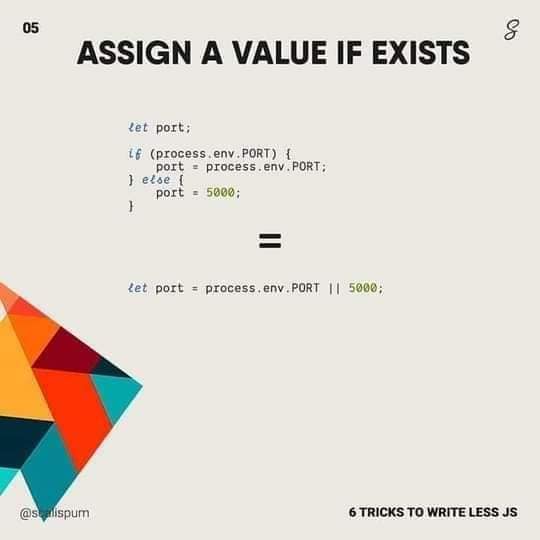 05
ASSIGN A VALUE IF EXISTS
let port;
if (process.env.PORT) {
    port = process.env.PORT;
} else {
    port = 5000;
}
=
let port = process.env.PORT || 5000;
6 TRICKS TO WRITE LESS JS